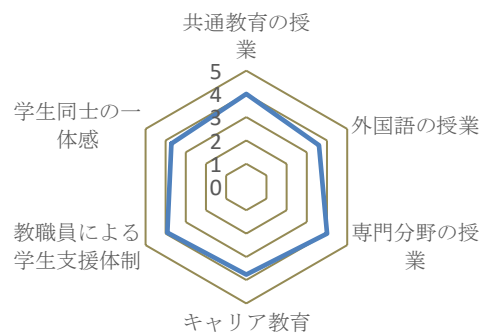 共通教育の授
業
5
4
3
2
1
0
外国語の授業
専門分野の授
業
キャリア教育
教職員による
学生支援体制
学生同士の一
体感